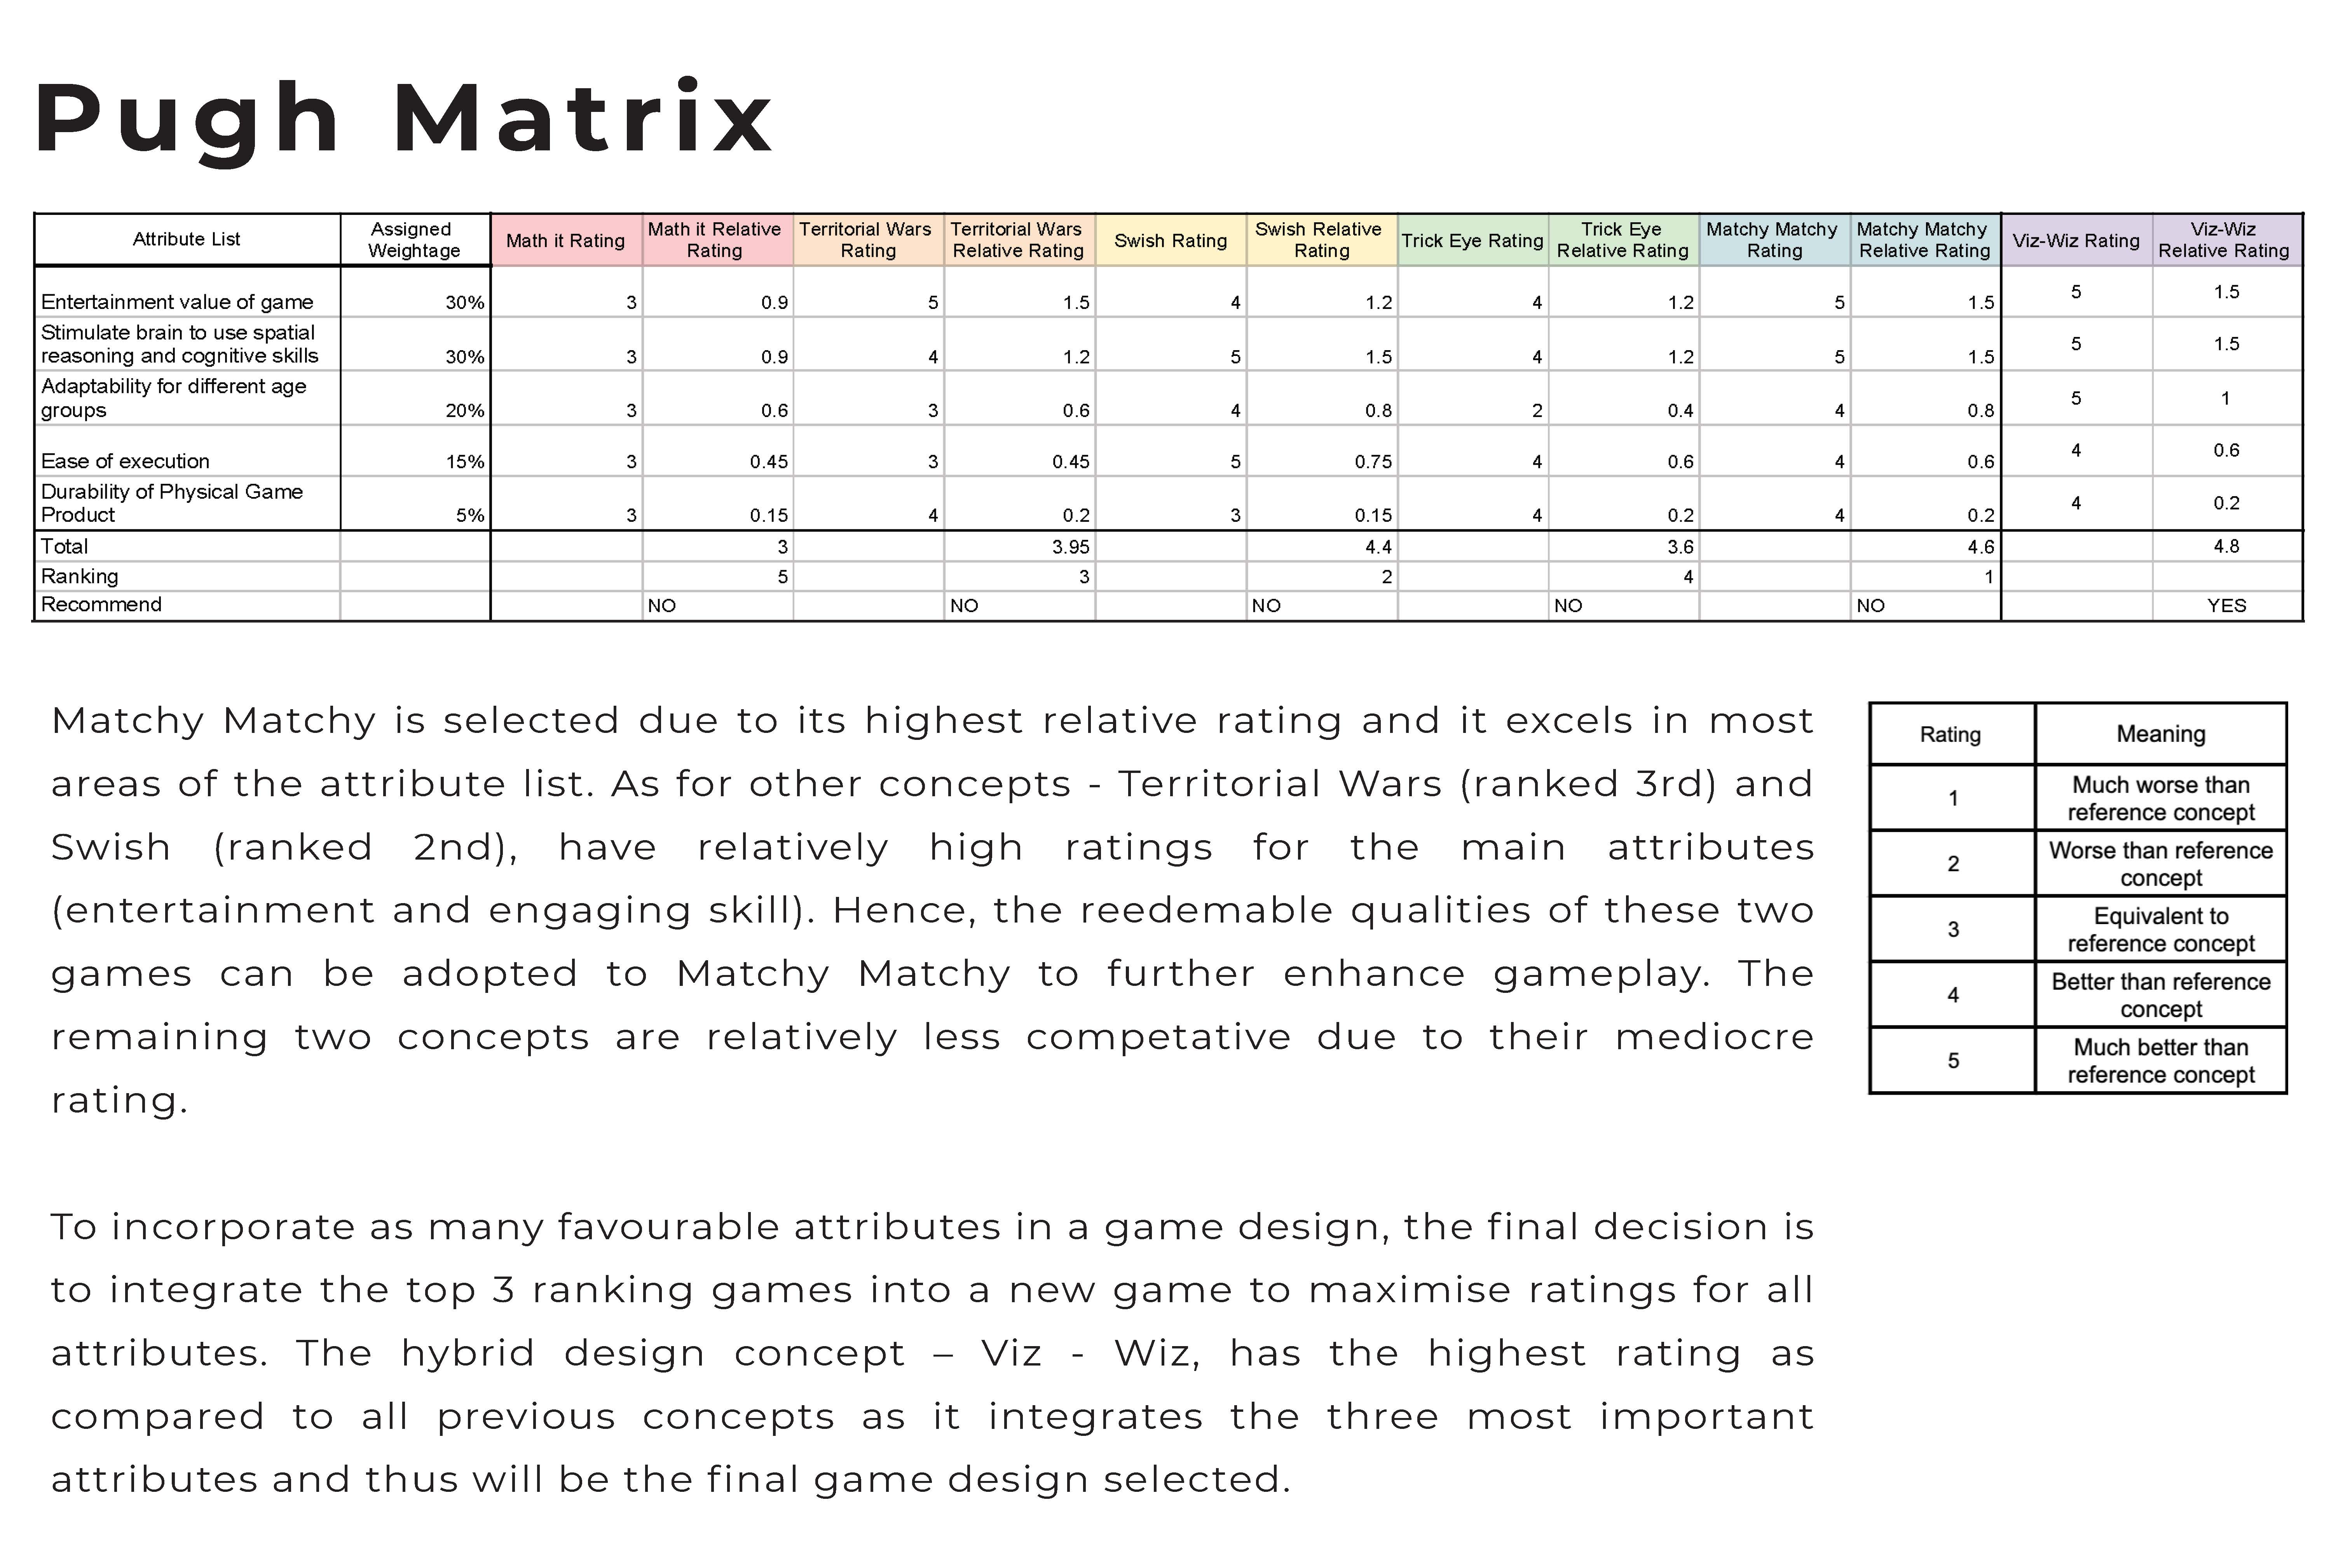 Pugh Matrix
Attribute List Assigned Weightage Math it Rating Math it Relative Rating Territorial Wars Rating Territorial Wars Relative Rating Swish Rating Swish Relative Rating Trick Eye Rating Trick Eye Relative Rating Matchy Matchy Rating Matchy Matchy Relative Rating Viz-Wiz Rating Viz-Wiz Relative Rating
Entertainment value of game 30% 3 0.9 5 1.5 4 1.2 4 1.2 5 1.5 5 1.5
Stimulate brain to use spatial reasoning and cognitive skills 30% 3 0.9 4 1.2 5 1.5 4 1.2 5 1.5 5 1.5
Adaptability for different age groups 20% 3 0.6 3 0.6 4 0.8 2 0.4 4 0.8 5 1
Ease of execution 15% 3 0.45 3 0.45 5 0.75 4 0.6 4 0.6 4 0.6
Durability of Physical Game Product 5% 3 0.15 4 0.2 3 0.15 4 0.2 4 0.2 4 0.2
Total 3 3.95 4.4 3.6 4.6 4.8
Ranking 5 3 2 4 1
Recommend NO NO NO NO NO YES
Matchy Matchy is selected due to its highest relative rating and it excels in most
areas of the attribute list. As for other concepts - Territorial Wars (ranked 3rd) and
Swish (ranked 2nd), have relatively high ratings for the main attributes
(entertainment and engaging skill). Hence, the reedemable qualities of these two
games can be adopted to Matchy Matchy to further enhance gameplay. The
remaining two concepts are relatively less competative due to their mediocre
rating.
To incorporate as many favourable attributes in a game design, the final decision is
to integrate the top 3 ranking games into a new game to maximise ratings for all
attributes. The hybrid design concept – Viz - Wiz, has the highest rating as
compared to all previous concepts as it integrates the three most important
attributes and thus will be the final game design selected.
Rating Meaning
1 Much worse than reference concept
2 Worse than reference concept
3 Equivalent to reference concept
4 Better than reference concept
5 Much better than reference concept